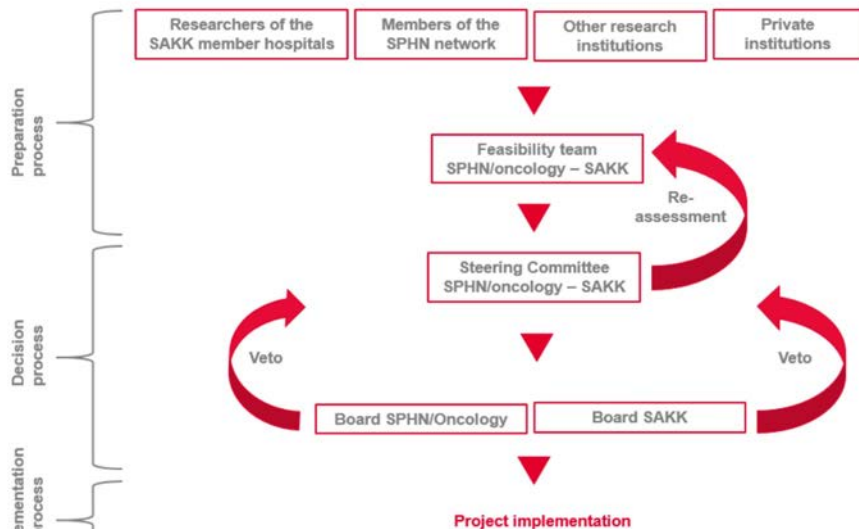 Researchers of the
SAKK member hospitals
Members of the
SPHN network
Other research
institutions
Private
institutions
Preparation
process
Feasibility team
SPHN/oncology – SAKK
Re-
assessment
Steering Committee
SPHN/oncology – SAKK
Decision
process
Veto
Veto
Board SPHN/Oncology
Board SAKK
ementation
process
Project implementation